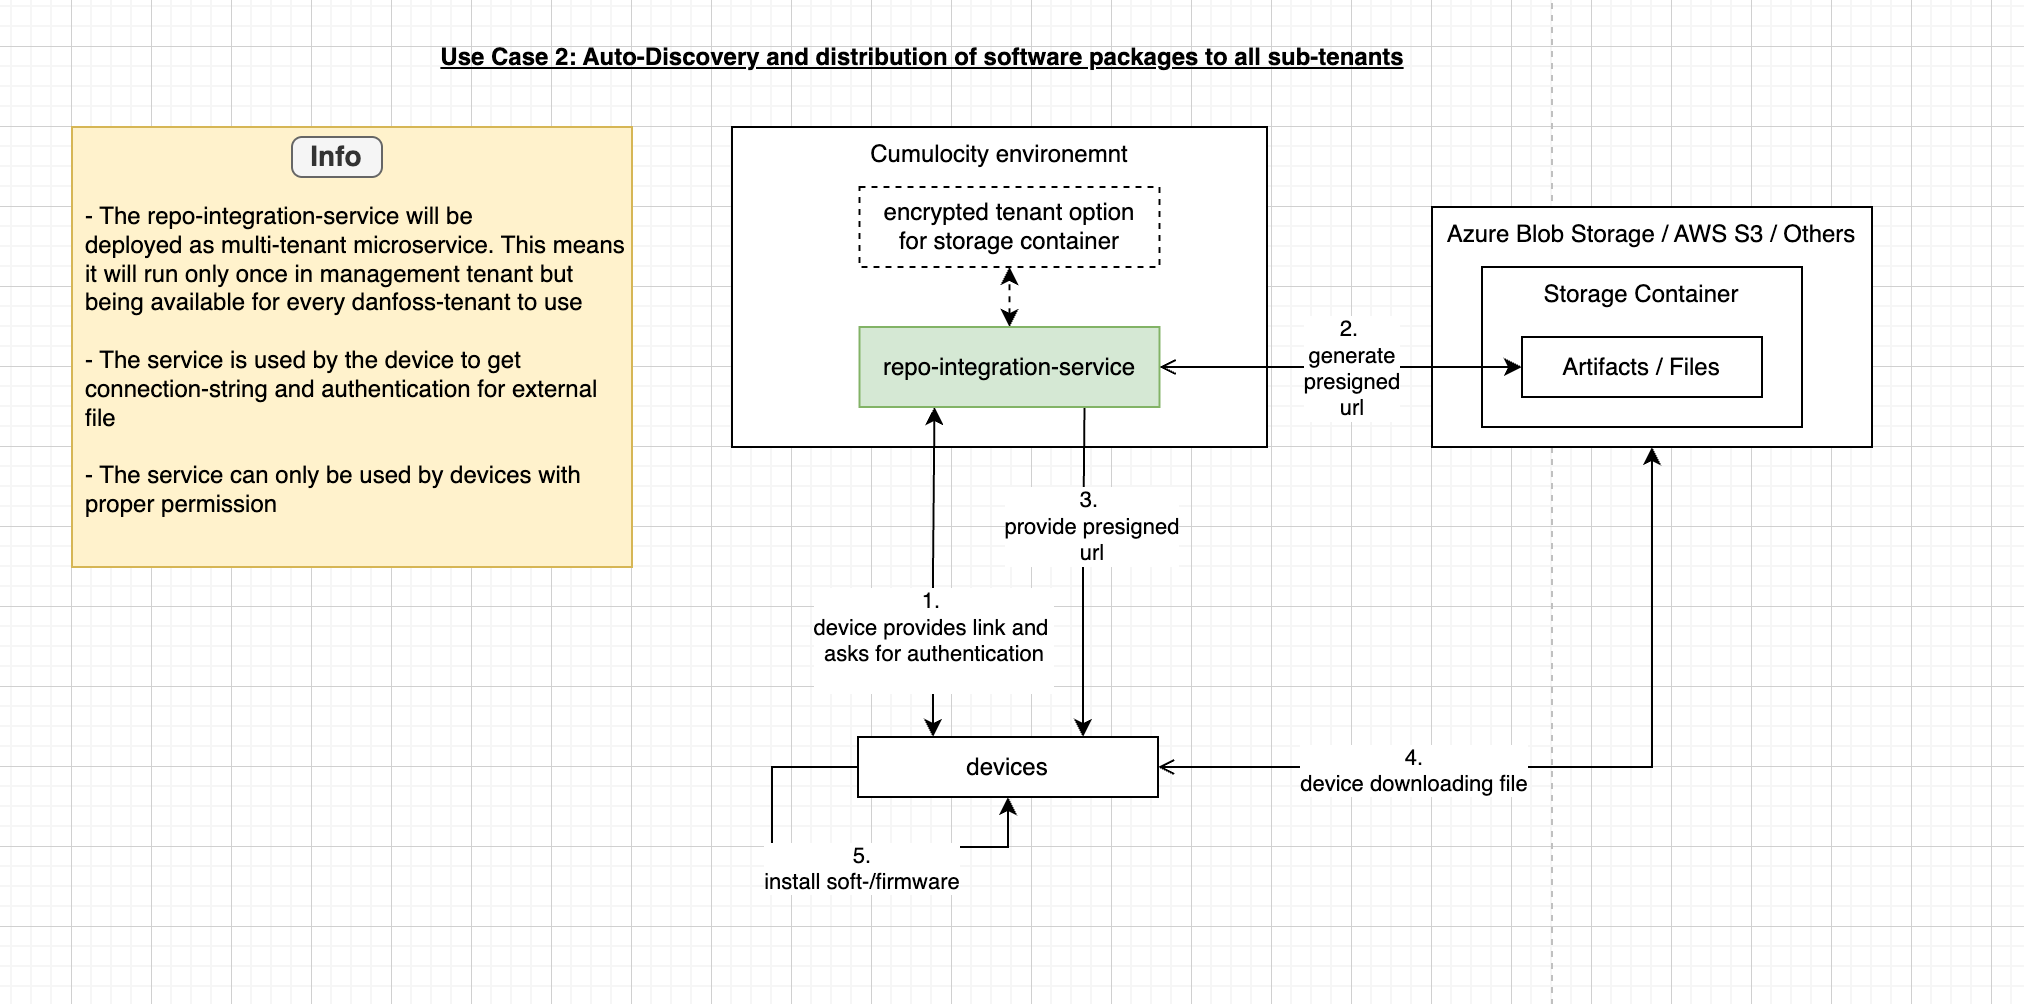 Use Case 2: Auto-Discovery and distribution of software packages to all sub-tenants
Info
- The repo-integration-service will be
deployed as multi-tenant microservice. This means
it will run only once in management tenant but
being available for every danfoss-tenant to use
- The service is used by the device to get
connection-string and authentication for external
file
- The service can only be used by devices with
proper permission
Cumulocity environemnt
encrypted tenant option
for storage container
repo-integration-service
2.
generate
presigned
url
Azure Blob Storage / AWS S3 / Others
Storage Container
Artifacts / Files
3.
provide presigned
url
1.
device provides link and
asks for authentication
devices
4.
device downloading file
5.
install soft-/firmware